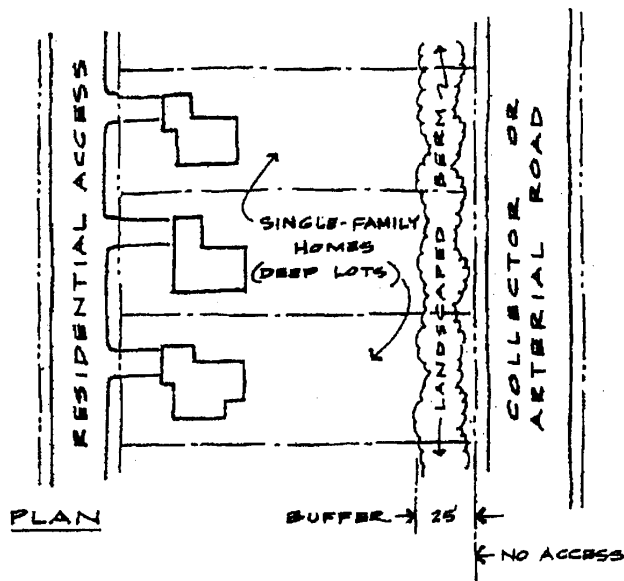 RESIDENTIAL ACCESS
SINGLE-FAMILY
HOMES
(DEEP LOTS)
LANDSCAPED BERM
COLLECTOR OR
ARTERIAL ROAD
PLAN
BUFFER 25'
NO ACCESS